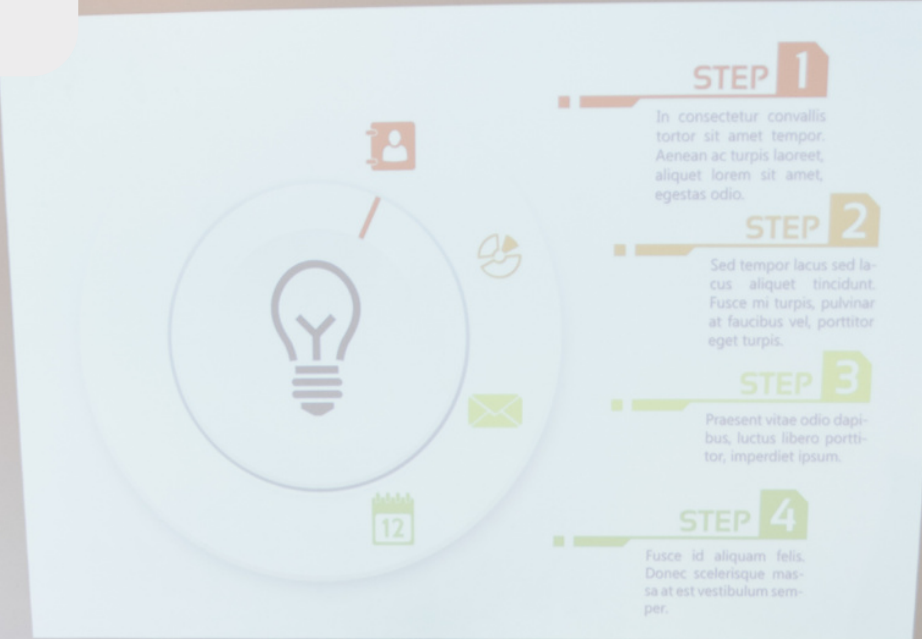 STEP 1
In consectetur convallis
tortor sit amet tempor.
Aenean ac turpis laoreet,
aliquet lorem sit amet,
egestas odio.
STEP 2
Sed tempor lacus sed la-
cus aliquet tincidunt.
Fusce mi turpis, pulvinar
at faucibus vel, porttitor
eget turpis.
STEP 3
Praesent vitae odio dapi-
bus, luctus libero portti-
tor, imperdiet ipsum.
12
STEP 4
Fusce id aliquam felis.
Donec scelerisque mas-
sa at est vestibulum sem-
per.